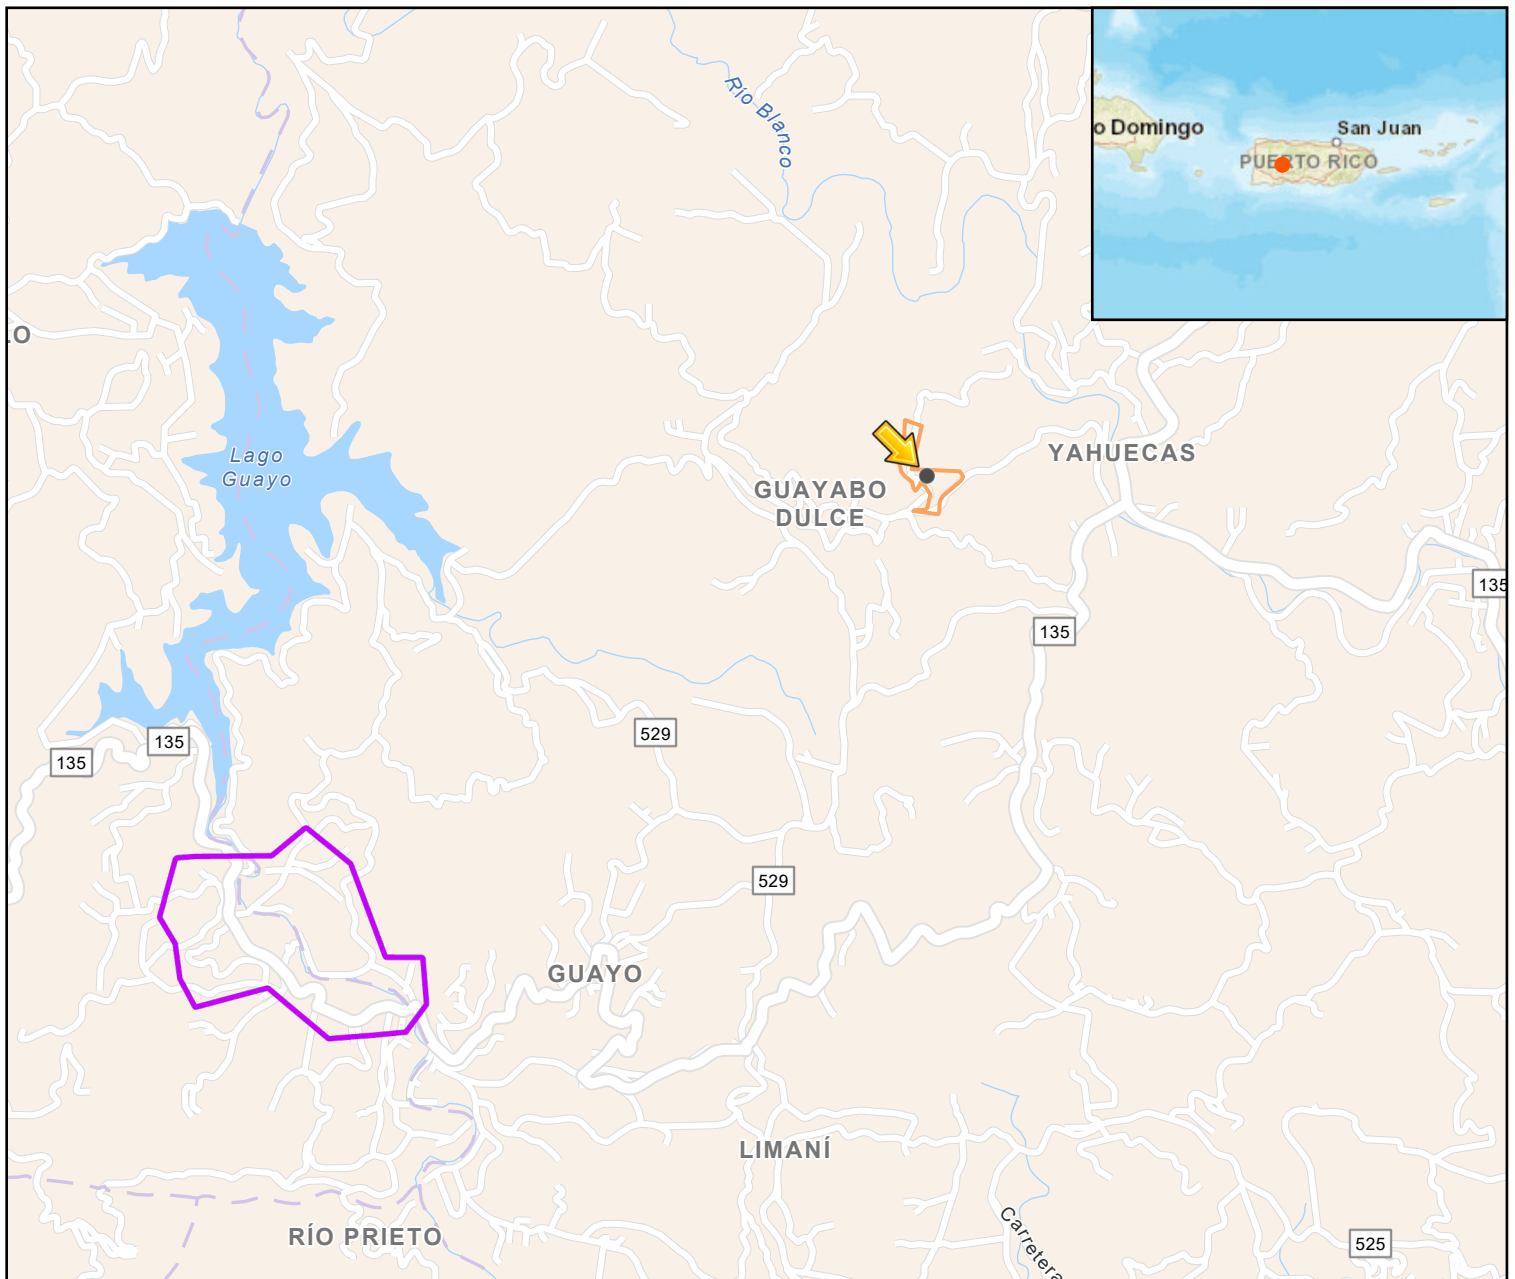 Río Blanco
o Domingo
San Juan
PUERTO RICO
LO
Lago
Guayo
YAHUECAS
GUAYABO
DULCE
135
135
529
135
135
529
GUAYO
LIMANÍ
RÍO PRIETO
Carretera
525